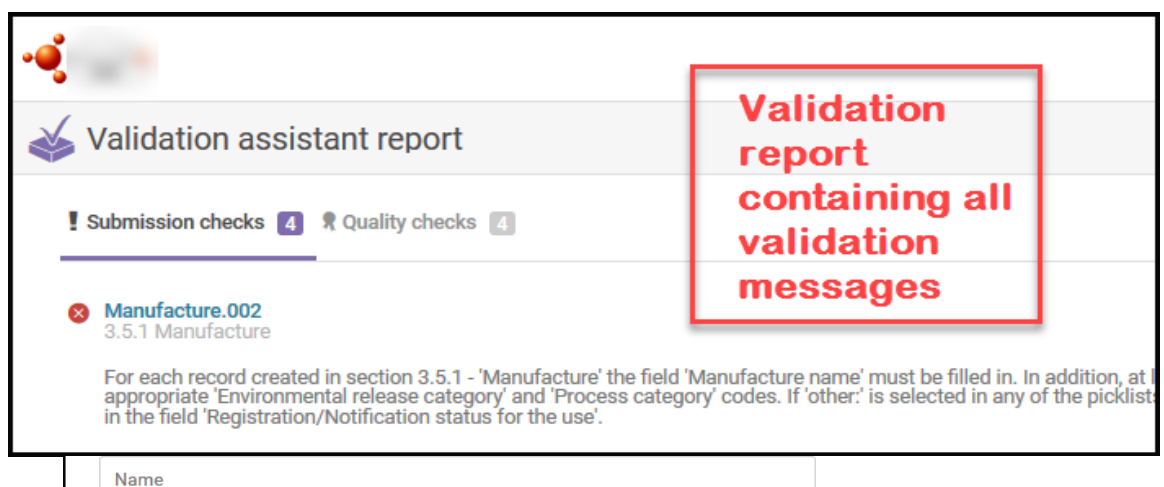 Validation assistant report
Validation
report
containing all
validation
messages
Submission checks 4 Quality checks 4
Manufacture.002
3.5.1 Manufacture
For each record created in section 3.5.1 - 'Manufacture' the field 'Manufacture name' must be filled in. In addition, at l
appropriate 'Environmental release category' and 'Process category' codes. If 'other:' is selected in any of the picklists
in the field 'Registration/Notification status for the use'.
Name